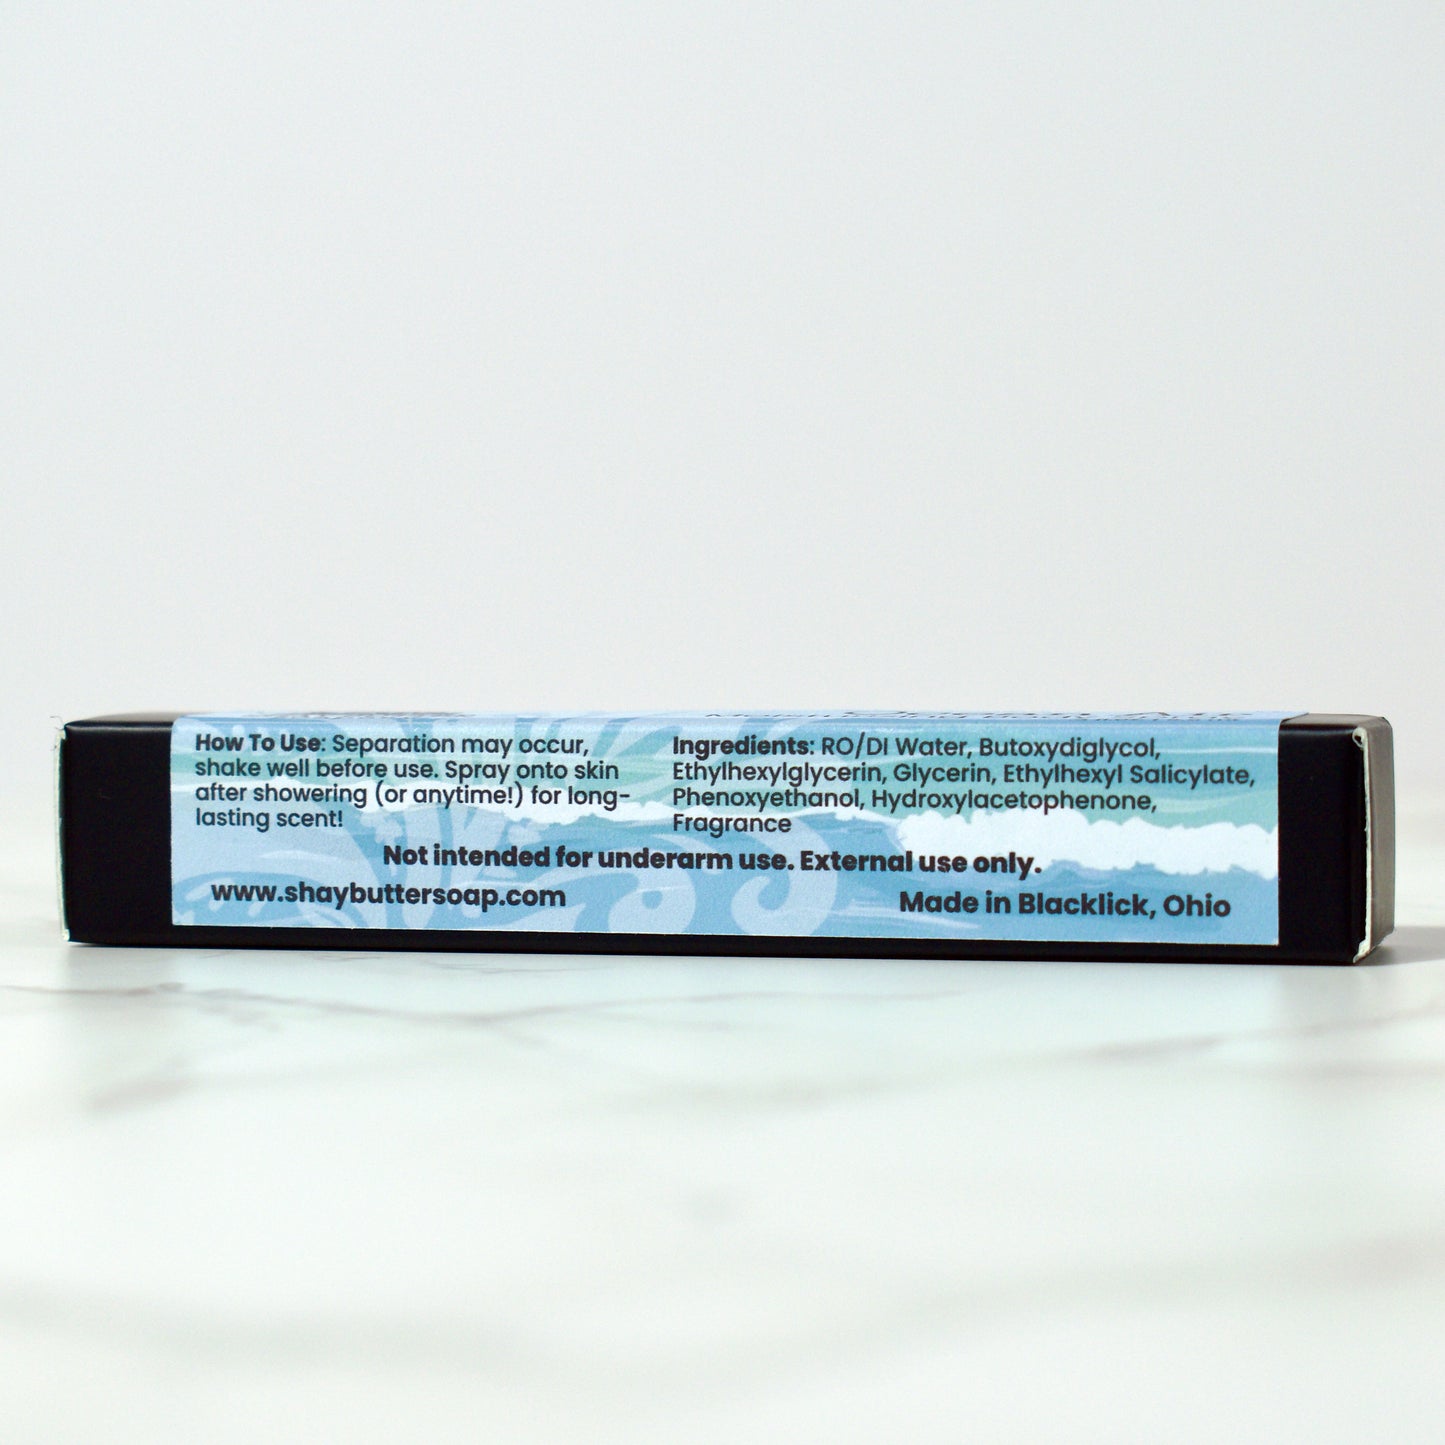 How To Use: Separation may occur,
shake well before use. Spray onto skin
after showering (or anytime!) for long-
lasting scent!
Ingredients: RO/DI Water, Butoxydiglycol,
Ethylhexylglycerin, Glycerin, Ethylhexyl Salicylate,
Phenoxyethanol, Hydroxylacetophenone,
Fragrance
Not intended for underarm use. External use only.
www.shaybuttersoap.com
Made in Blacklick, Ohio